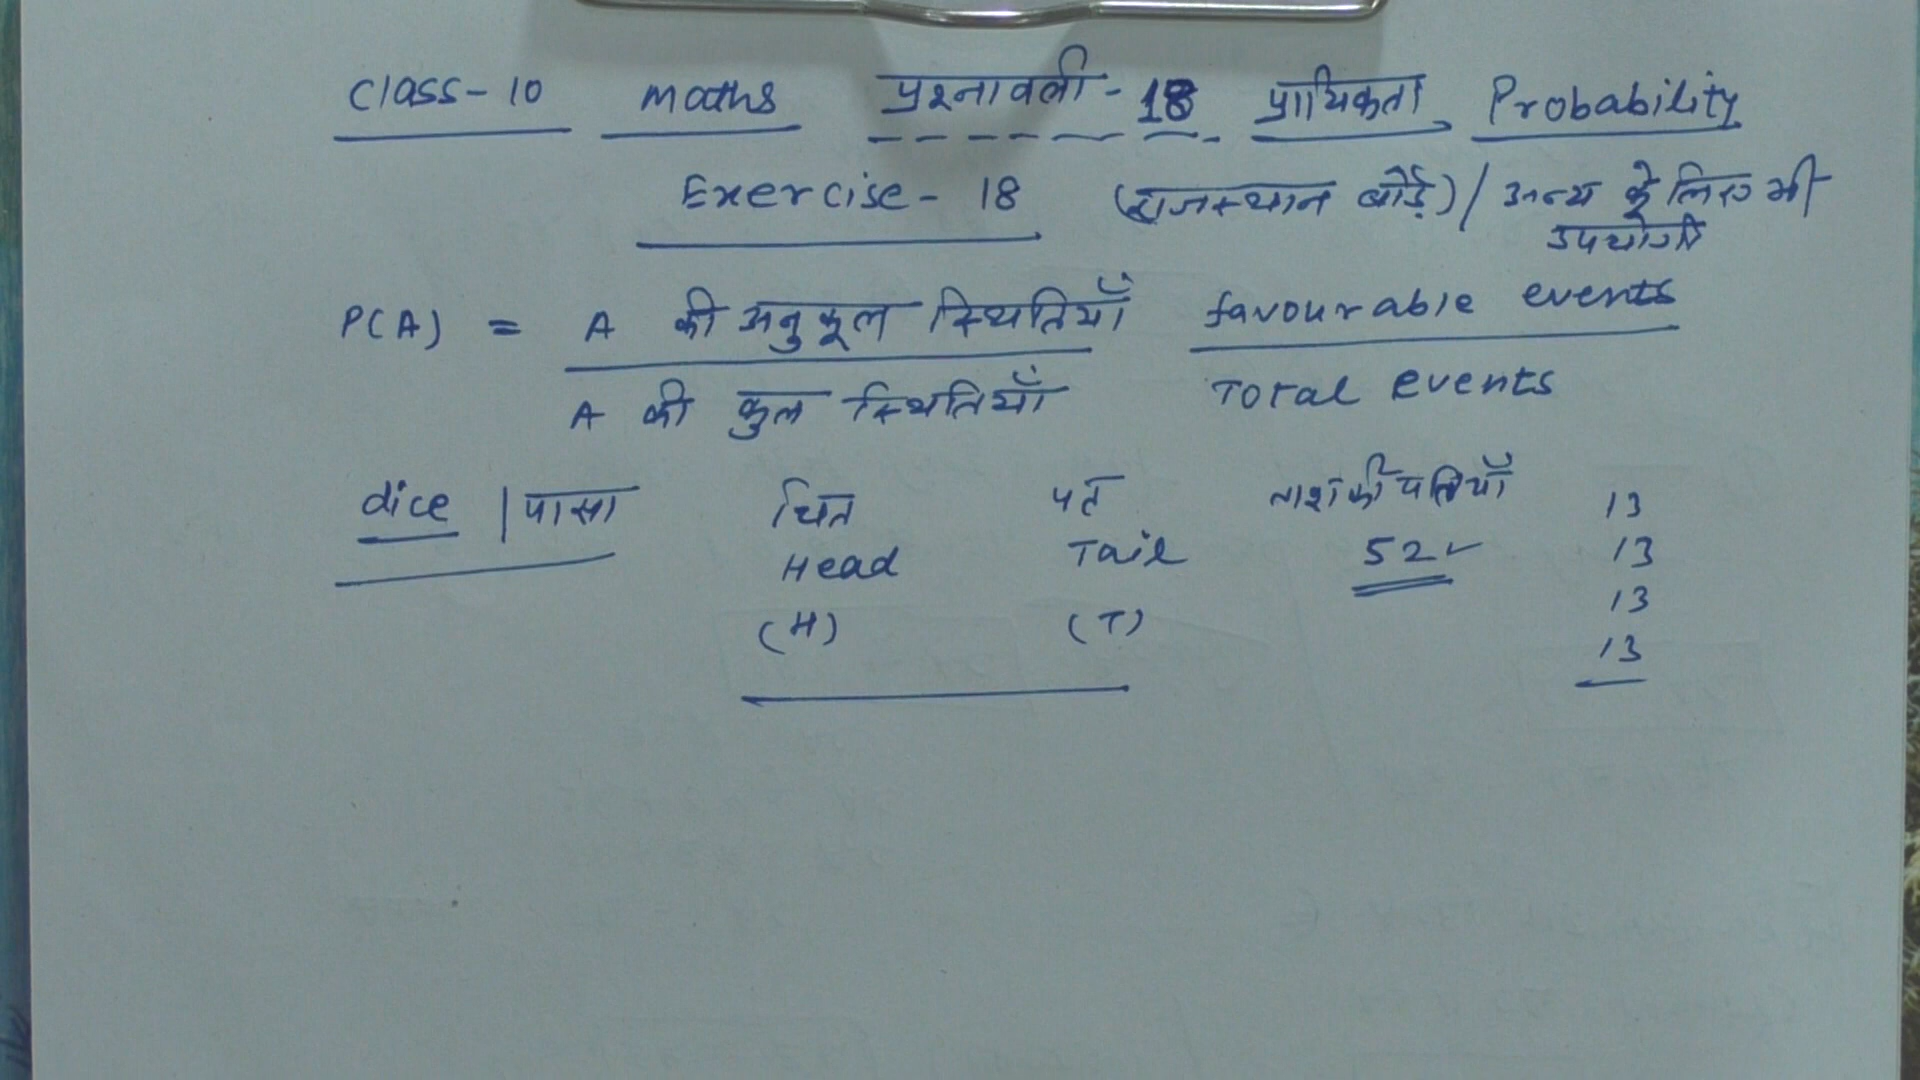 Class-10 maths प्रश्नावली-18 प्रायिकता Probability
Exercise-18 (राजस्थान बोर्ड)/अन्य के लिए भी
उपयोगी
P(A) = A की अनुकूल स्थितियाँ favourable events
A की कुल स्थितियाँ Total events
dice | पासा चित पट ताश की पत्तियाँ 13
Head Tail 52 ✓ 13
(H) (T) 13
13